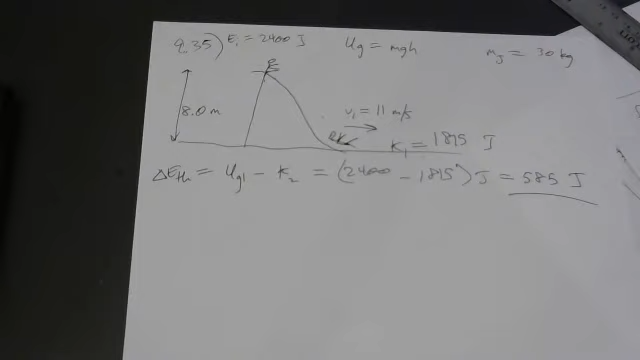 9.35) E₁ = 2400 J
Ug = mgh
mJ = 30 kg
8.0 m
v₁ = 11 m/s
K₁ = 1815 J
ΔEth = Ug1 - K₂ = (2400 - 1815) J = 585 J